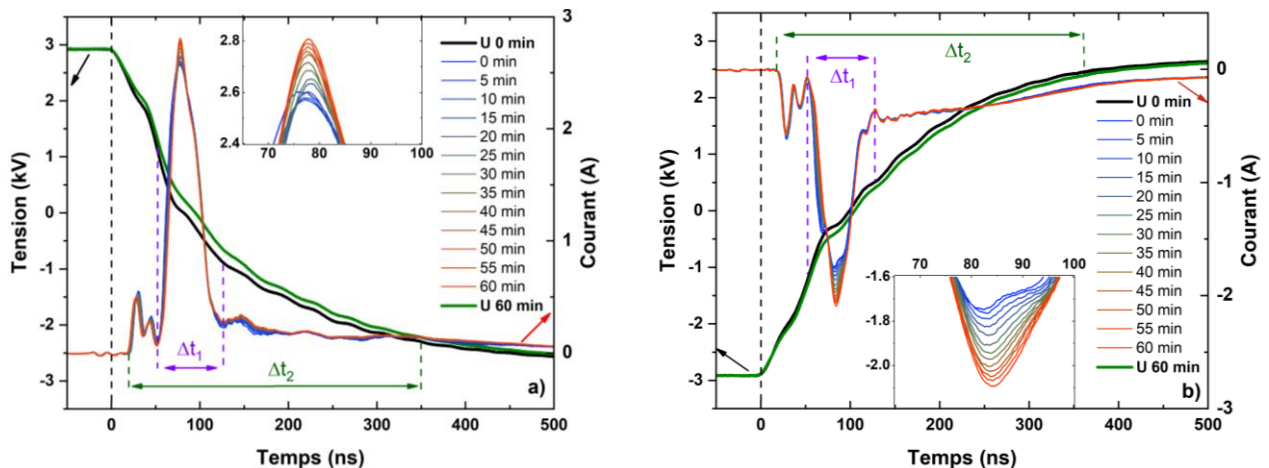 3
2
1
0
-1
-2
-3
Tension (kV)
-50
0
50
100
150
200
250
300
350
400
450
500
Temps (ns)
3
2
1
0
Courant (A)
2.8
2.6
2.4
70
80
90
100
U 0 min
0 min
5 min
10 min
15 min
20 min
25 min
30 min
35 min
40 min
45 min
50 min
55 min
60 min
U 60 min
Δt1
Δt2
a)
3
2
1
0
-1
-2
-3
Tension (kV)
0
100
200
300
400
500
Temps (ns)
0
-1
-2
-3
Courant (A)
Δt2
Δt1
U 0 min
0 min
5 min
10 min
15 min
20 min
25 min
30 min
35 min
40 min
45 min
50 min
55 min
60 min
U 60 min
70
80
90
100
-1.6
-1.8
-2.0
b)